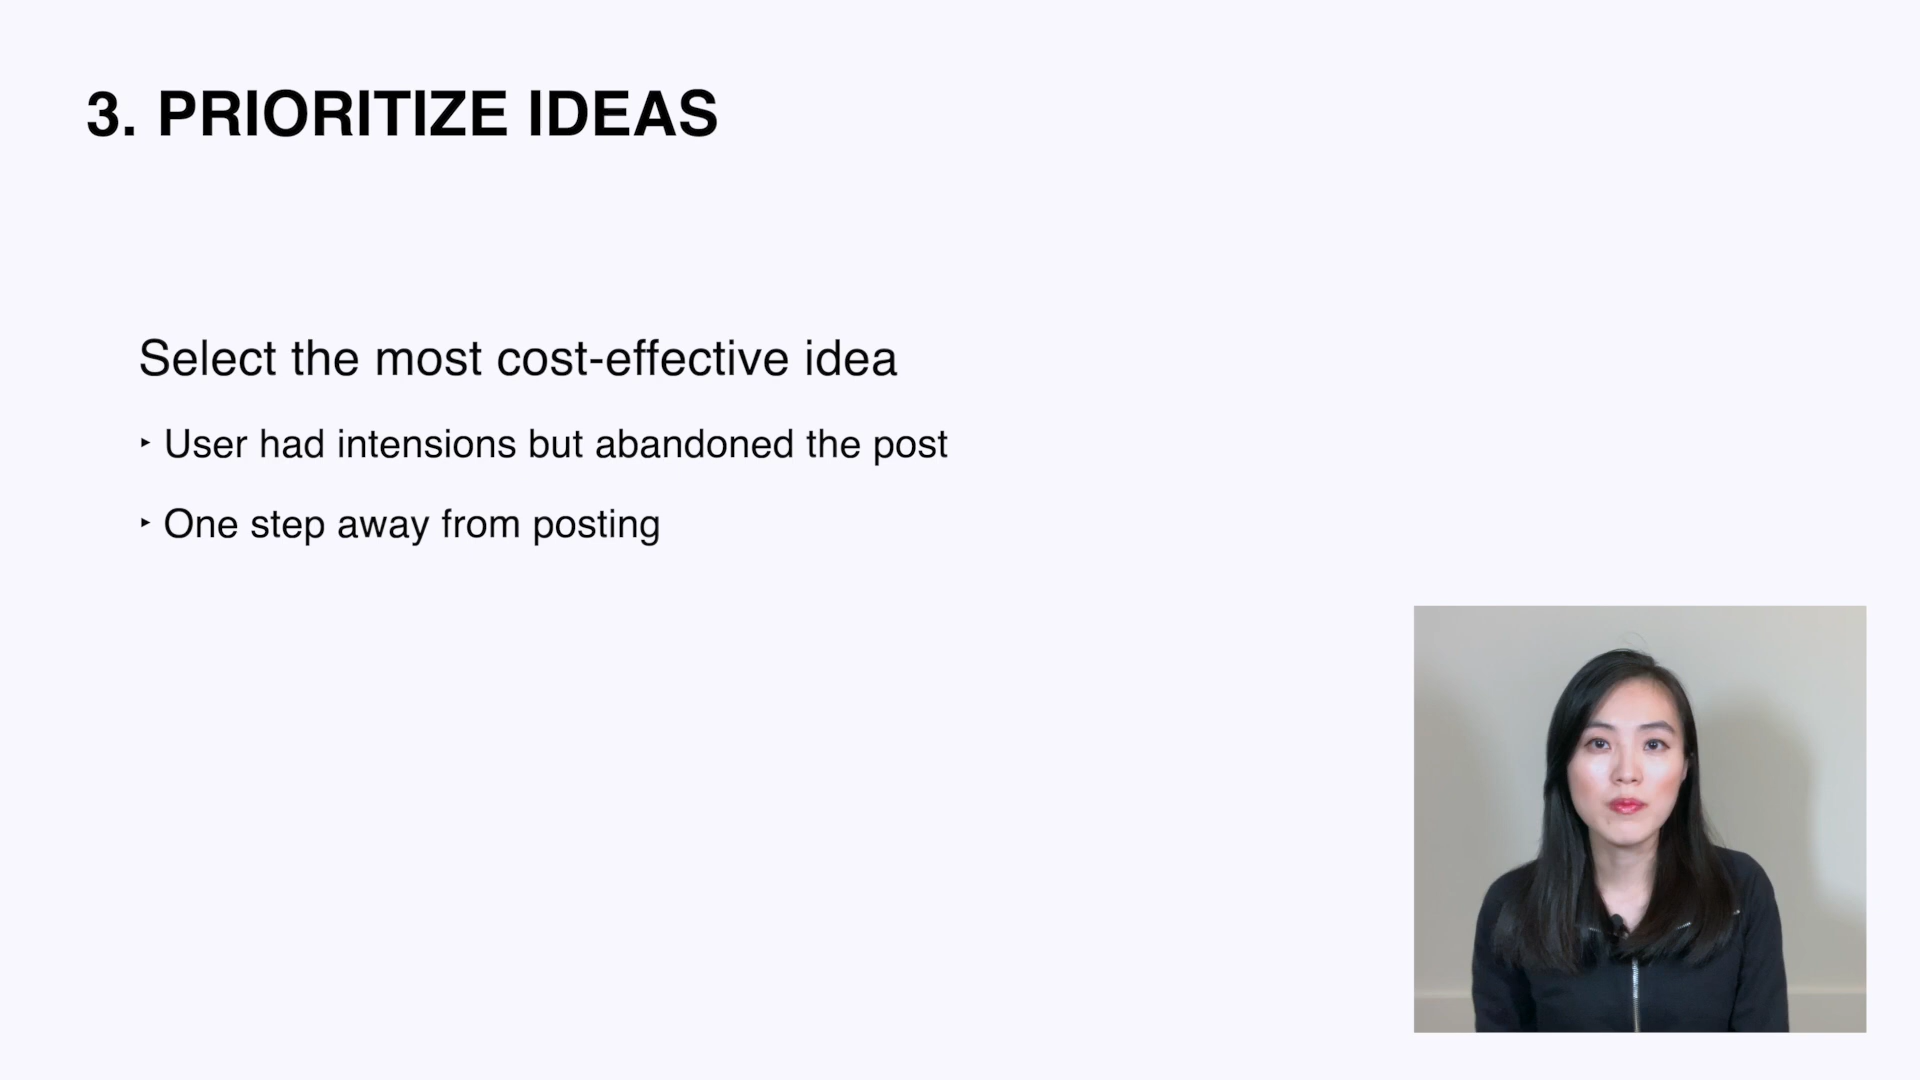 3. PRIORITIZE IDEAS
Select the most cost-effective idea
‣ User had intensions but abandoned the post
‣ One step away from posting